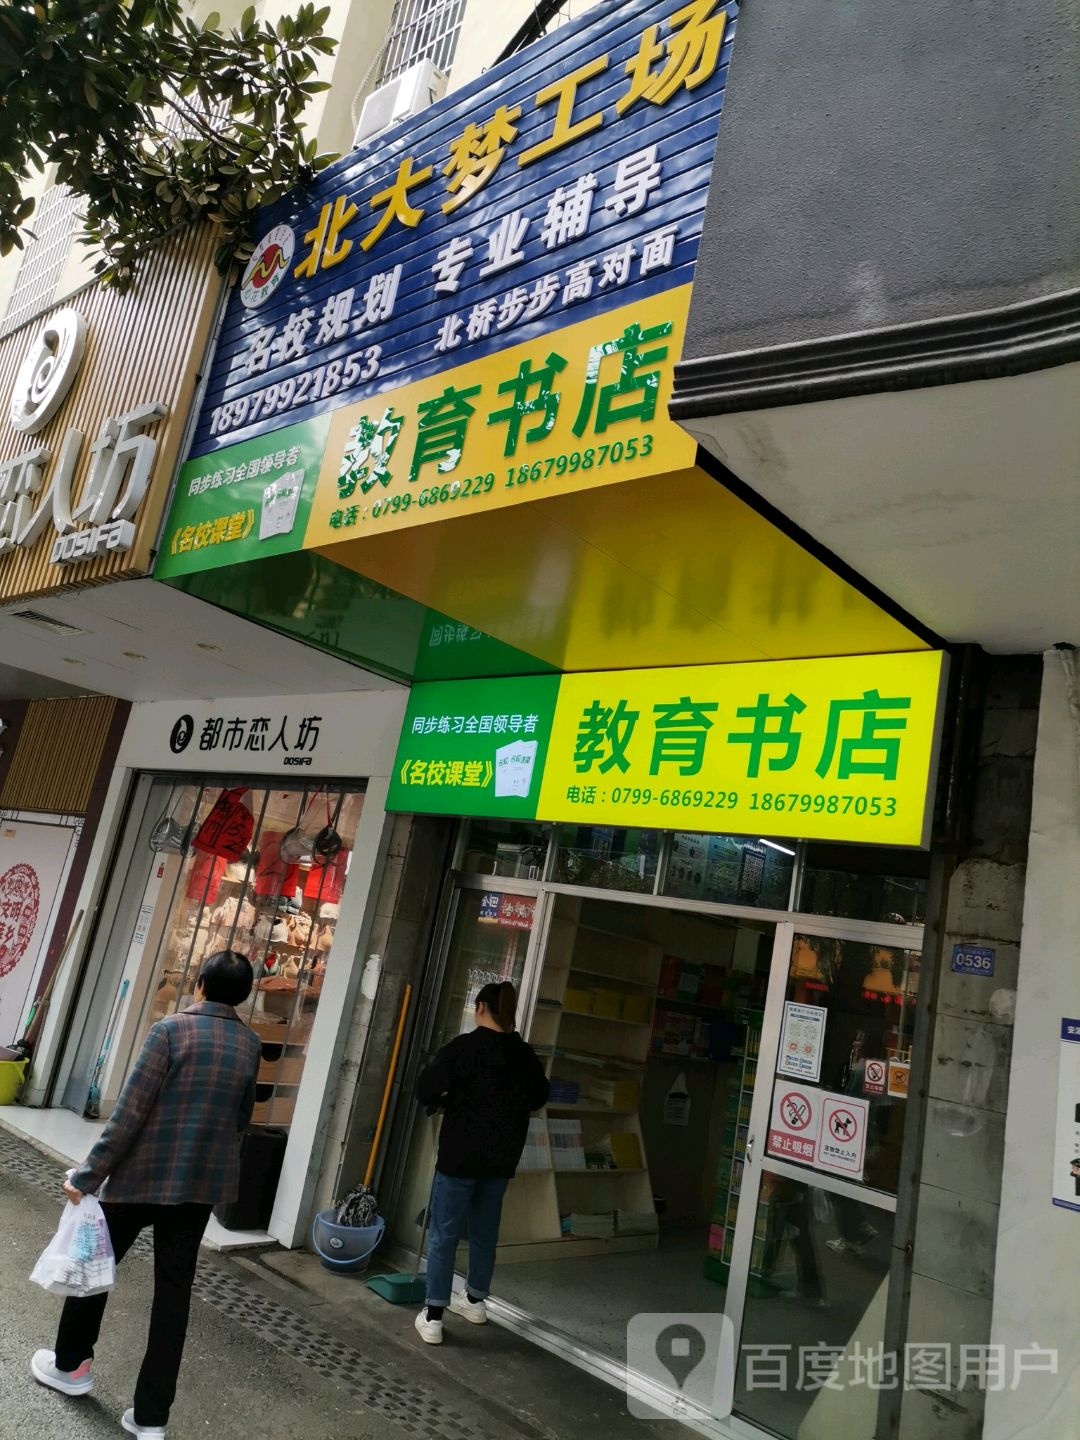 北大梦工场
名校规划 专业辅导
18979921853 北桥步步高对面
同步练习全国领导者
《名校课堂》
教育书店
电话：0799-6869229 18679987053
恋人坊
DOSIFa
都市恋人坊
DOSIFa
同步练习全国领导者
《名校课堂》
教育书店
电话：0799-6869229 18679987053
0536
禁止吸烟
百度地图用户